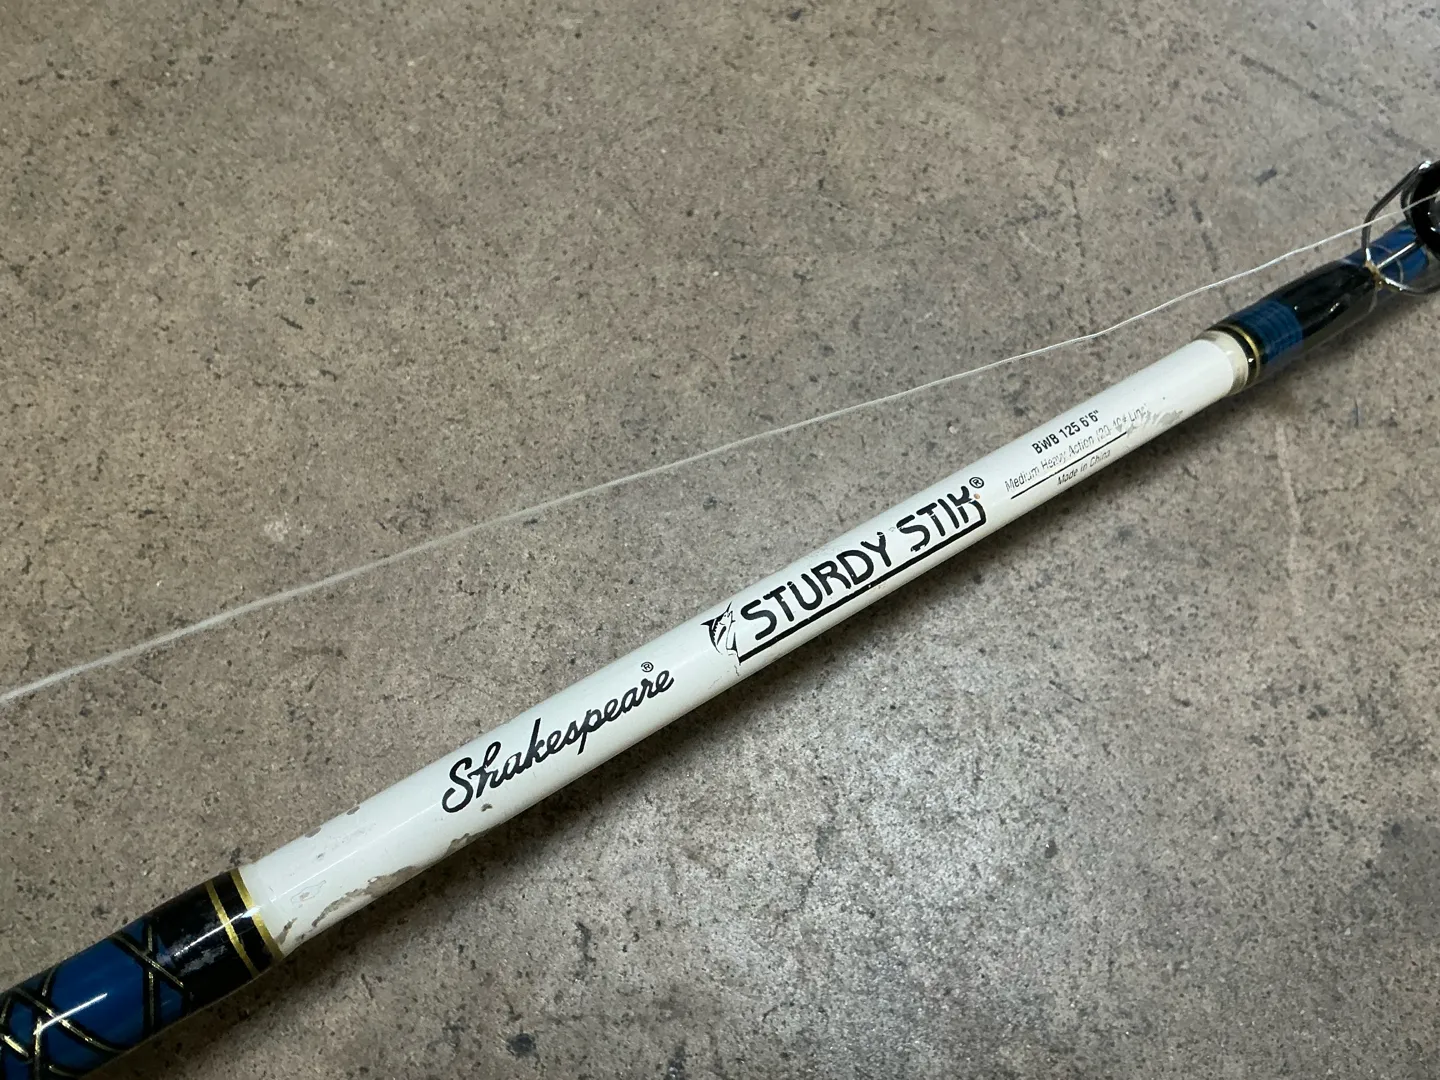 Shakespeare®
STURDY STIK®
BWB 125 6'6"
Medium Heavy Action (20-40# Line)
Made in China